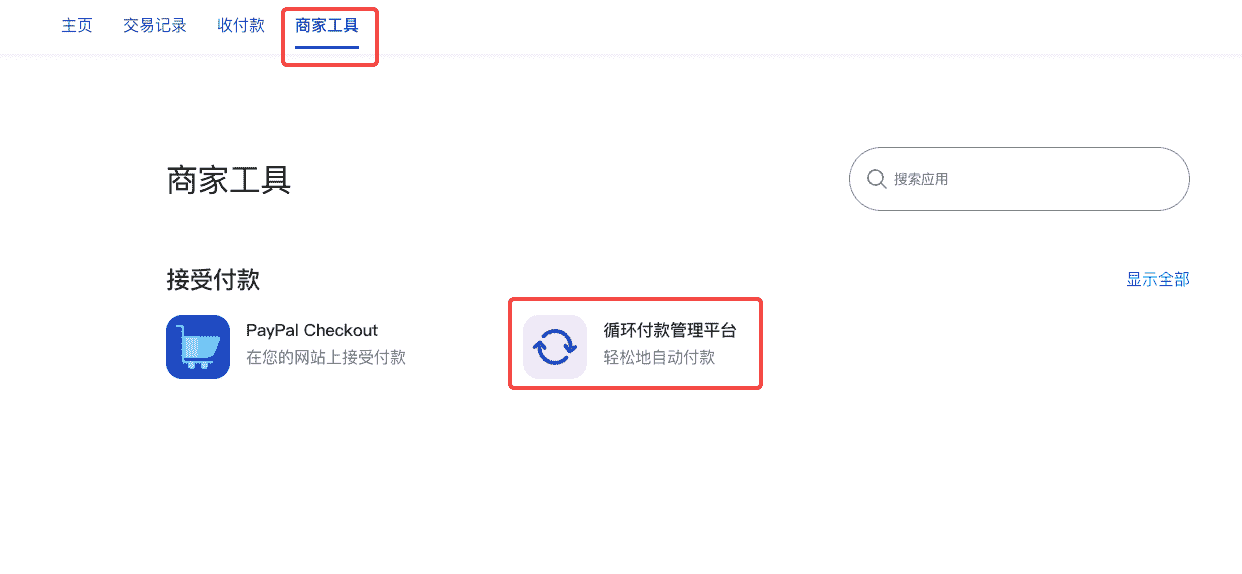 主页 交易记录 收付款 商家工具
商家工具
搜索应用
接受付款
显示全部
PayPal Checkout
在您的网站上接受付款
循环付款管理平台
轻松地自动付款